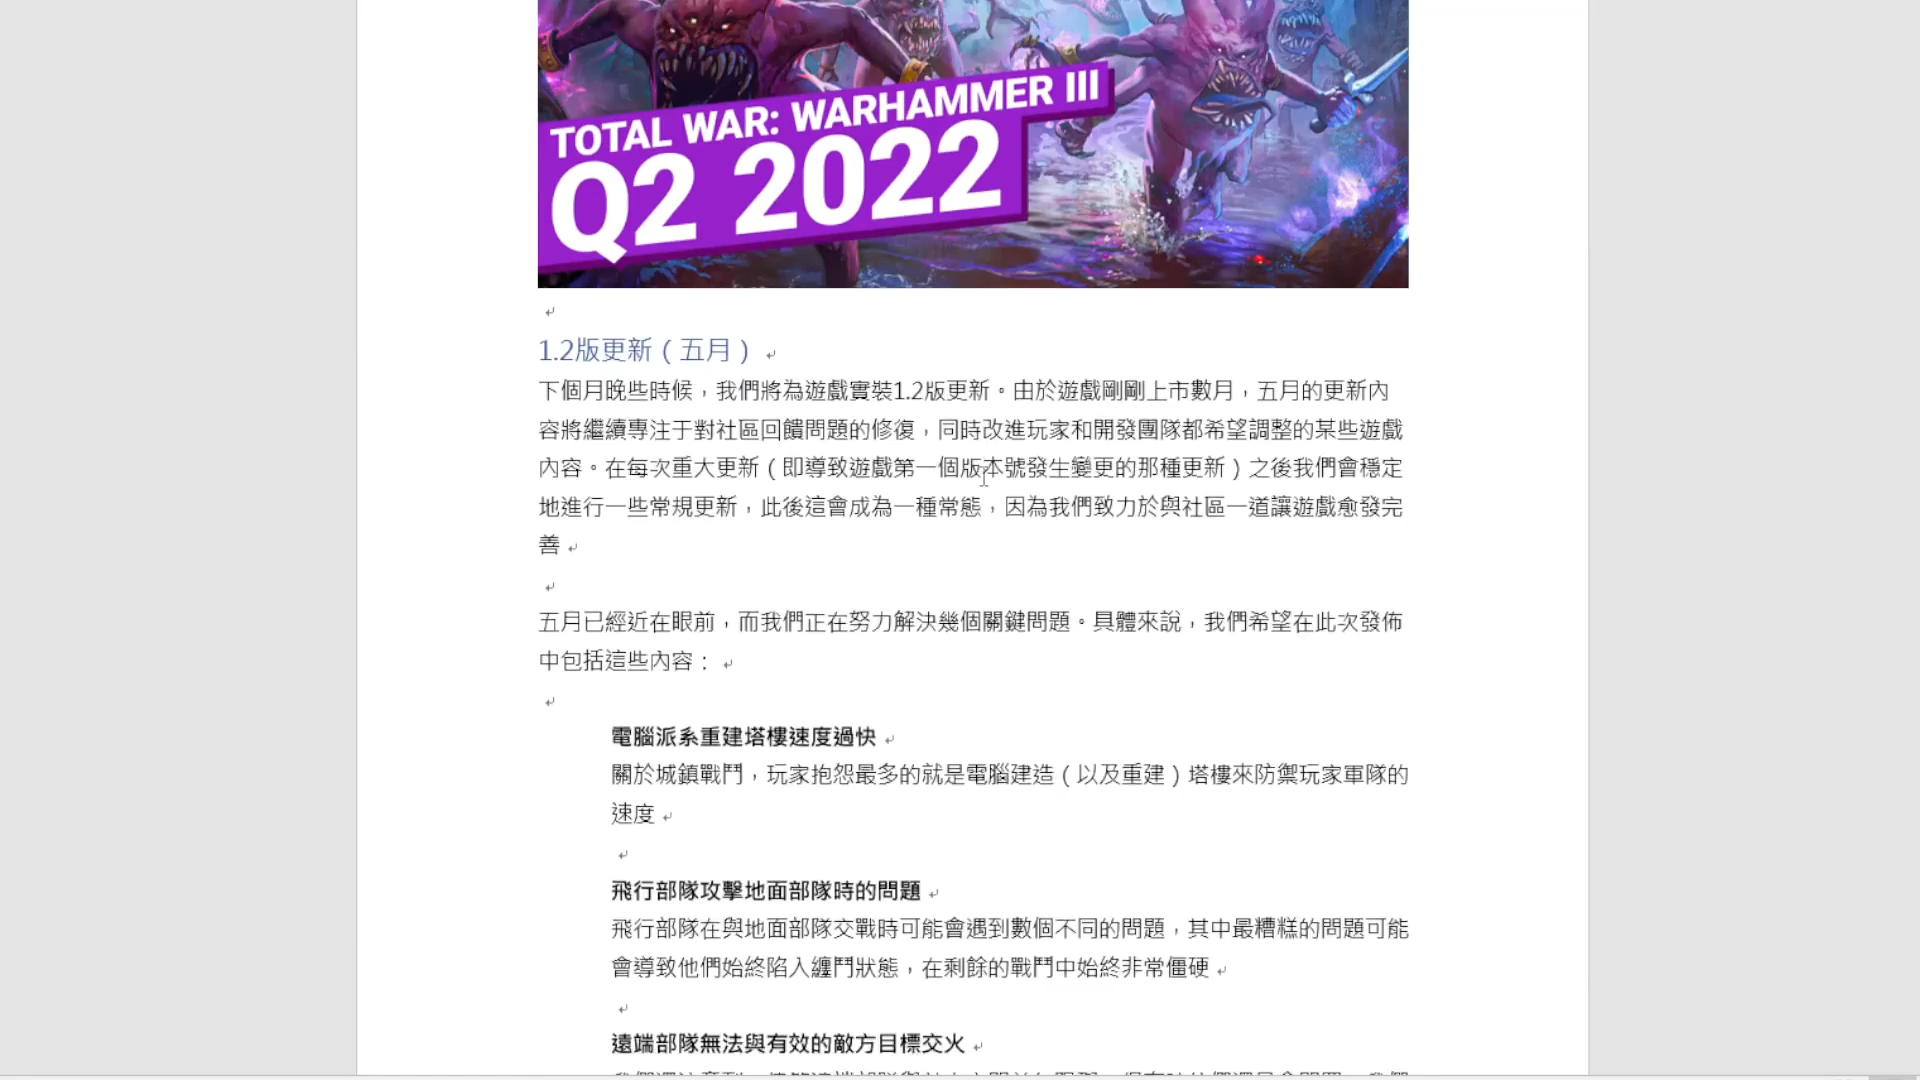 TOTAL WAR: WARHAMMER III
Q2 2022
1.2版更新（五月）
下個月晚些時候，我們將為遊戲實裝1.2版更新。由於遊戲剛剛上市數月，五月的更新內
容將繼續專注于對社區回饋問題的修復，同時改進玩家和開發團隊都希望調整的某些遊戲
內容。在每次重大更新（即導致遊戲第一個版本號發生變更的那種更新）之後我們會穩定
地進行一些常規更新，此後這會成為一種常態，因為我們致力於與社區一道讓遊戲愈發完
善
五月已經近在眼前，而我們正在努力解決幾個關鍵問題。具體來說，我們希望在此次發佈
中包括這些內容：
電腦派系重建塔樓速度過快
關於城鎮戰鬥，玩家抱怨最多的就是電腦建造（以及重建）塔樓來防禦玩家軍隊的
速度
飛行部隊攻擊地面部隊時的問題
飛行部隊在與地面部隊交戰時可能會遇到數個不同的問題，其中最糟糕的問題可能
會導致他們始終陷入纏鬥狀態，在剩餘的戰鬥中始終非常僵硬
遠端部隊無法與有效的敵方目標交火